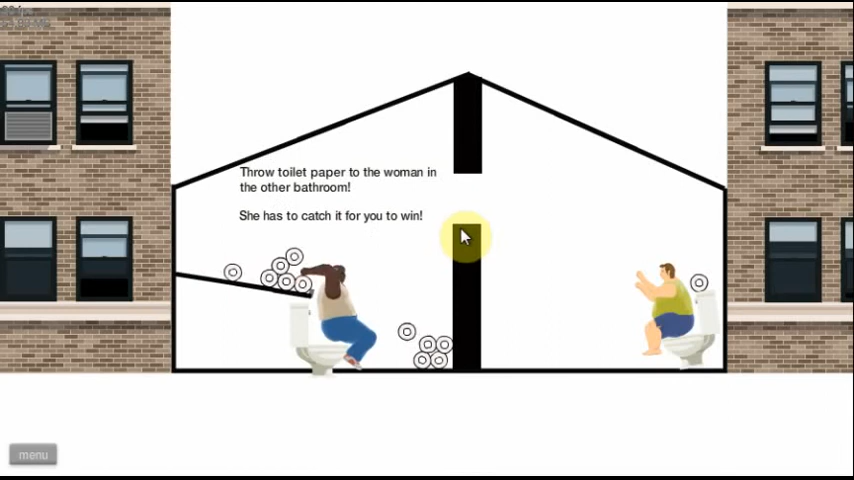 Throw toilet paper to the woman in
the other bathroom!
She has to catch it for you to win!
menu